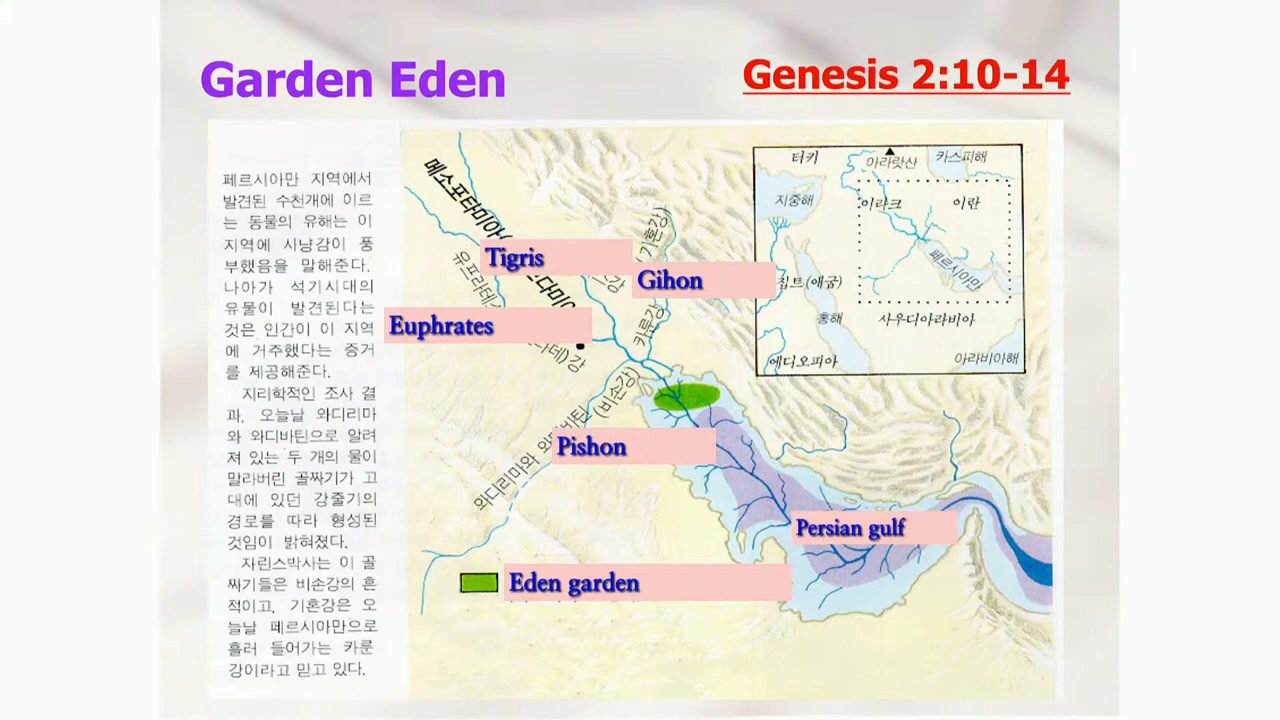 Garden Eden
Genesis 2:10-14
페르시아만 지역에서
발견된 수천개에 이르
는 동물의 유해는 이
지역에 사냥감이 풍
부했음을 말해준다.
나아가 석기시대의
유물이 발견된다는
것은 인간이 이 지역
에 거주했다는 증거
를 제공해준다.
지리학적인 조사 결
과, 오늘날 와디리마
와 와디바틴으로 알려
져 있는 두 개의 물이
말라버린 골짜기가 고
대에 있던 강줄기의
경로를 따라 형성된
것임이 밝혀졌다.
자린스박사는 이 골
짜기들은 비손강의 흔
적이고, 기혼강은 오
늘날 페르시아만으로
흘러 들어가는 카룬
강이라고 믿고 있다.
메소포타미아
Tigris
(기혼강)
Gihon
강
유프라테
Euphrates
강
카룬강
(비손강)
Pishon
와디리마와
Persian gulf
Eden garden
터키
아라랏산
카스피해
지중해
이라크
이란
페르시아만
집트(애굽)
홍해
사우디아라비아
에디오피아
아라비아해